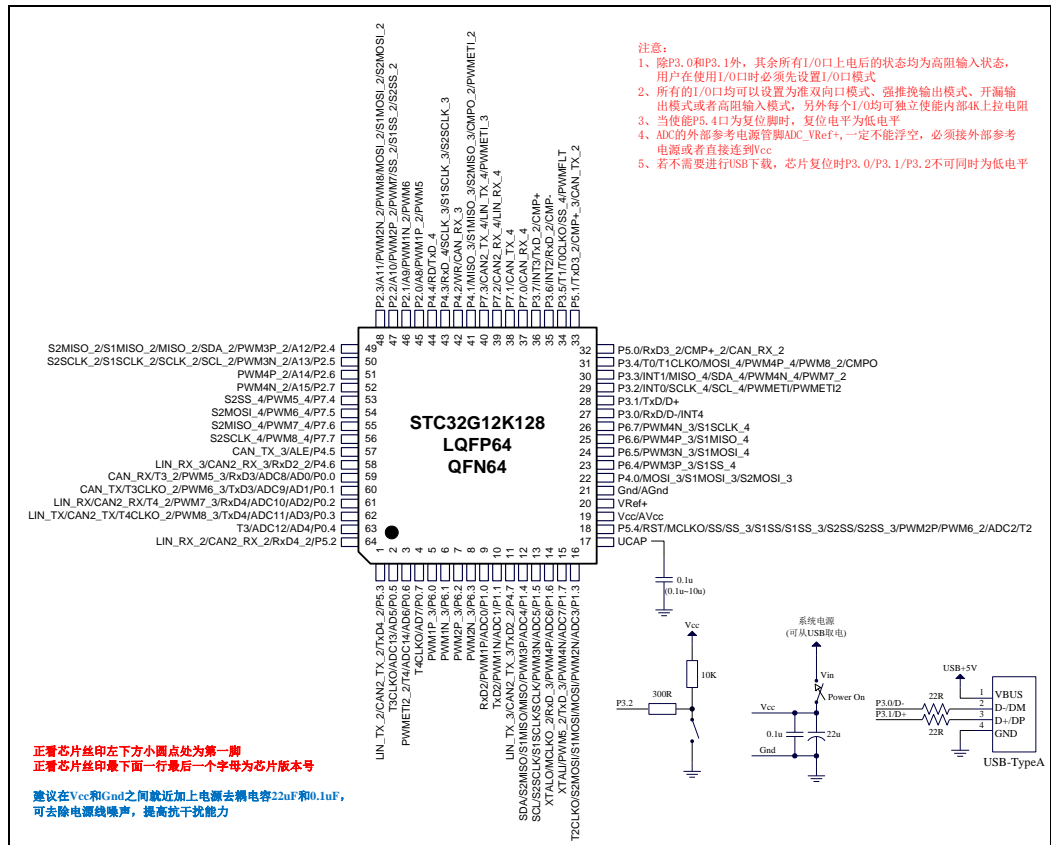 注意：
1、除P3.0和P3.1外，其余所有I/O口上电后的状态均为高阻输入状态，
用户在使用I/O口时必须先设置I/O口模式
2、所有的I/O口均可以设置为准双向口模式、强推挽输出模式、开漏输
出模式或者高阻输入模式，另外每个I/O均可独立使能内部4K上拉电阻
3、当使能P5.4口为复位脚时，复位电平为低电平
4、ADC的外部参考电源管脚ADC_VRef+,一定不能浮空，必须接外部参考
电源或者直接连到Vcc
5、若不需要进行USB下载，芯片复位时P3.0/P3.1/P3.2不可同时为低电平
P2.3/A11/PWM2N_2/PWM8/MOSI_2/S1MOSI_2/S2MOSI_2
P2.2/A10/PWM2P_2/PWM7/SS_2/S1SS_2/S2SS_2
P2.1/A9/PWM1N_2/PWM6
P2.0/A8/PWM1P_2/PWM5
P4.4/RD/TxD_4
P4.3/RxD_4/SCLK_3/S1SCLK_3/S2SCLK_3
P4.2/WR/CAN_RX_3
P4.1/MISO_3/S1MISO_3/S2MISO_3/CMPO_2/PWMETI_2
P7.3/CAN2_TX_4/LIN_TX_4/PWMETI_3
P7.2/CAN2_RX_4/LIN_RX_4
P7.1/CAN_TX_4
P7.0/CAN_RX_4
P3.7/INT3/TxD_2/CMP+
P3.6/INT2/RxD_2/CMP-
P3.5/T1/T0CLKO/SS_4/PWMFLT
P5.1/TxD3_2/CMP+_3/CAN_TX_2
48 47 46 45 44 43 42 41 40 39 38 37 36 35 34 33
S2MISO_2/S1MISO_2/MISO_2/SDA_2/PWM3P_2/A12/P2.4 49
S2SCLK_2/S1SCLK_2/SCLK_2/SCL_2/PWM3N_2/A13/P2.5 50
PWM4P_2/A14/P2.6 51
PWM4N_2/A15/P2.7 52
S2SS_4/PWM5_4/P7.4 53
S2MOSI_4/PWM6_4/P7.5 54
S2MISO_4/PWM7_4/P7.6 55
S2SCLK_4/PWM8_4/P7.7 56
CAN_TX_3/ALE/P4.5 57
LIN_RX_3/CAN2_RX_3/RxD2_2/P4.6 58
CAN_RX/T3_2/PWM5_3/RxD3/ADC8/AD0/P0.0 59
CAN_TX/T3CLKO_2/PWM6_3/TxD3/ADC9/AD1/P0.1 60
LIN_RX/CAN2_RX/T4_2/PWM7_3/RxD4/ADC10/AD2/P0.2 61
LIN_TX/CAN2_TX/T4CLKO_2/PWM8_3/TxD4/ADC11/AD3/P0.3 62
T3/ADC12/AD4/P0.4 63
LIN_RX_2/CAN2_RX_2/RxD4_2/P5.2 64
STC32G12K128
LQFP64
QFN64
32 P5.0/RxD3_2/CMP+_2/CAN_RX_2
31 P3.4/T0/T1CLKO/MOSI_4/PWM4P_4/PWM8_2/CMPO
30 P3.3/INT1/MISO_4/SDA_4/PWM4N_4/PWM7_2
29 P3.2/INT0/SCLK_4/SCL_4/PWMETI/PWMETI2
28 P3.1/TxD/D+
27 P3.0/RxD/D-/INT4
26 P6.7/PWM4N_3/S1SCLK_4
25 P6.6/PWM4P_3/S1MISO_4
24 P6.5/PWM3N_3/S1MOSI_4
23 P6.4/PWM3P_3/S1SS_4
22 P4.0/MOSI_3/S1MOSI_3/S2MOSI_3
21 Gnd/AGnd
20 VRef+
19 Vcc/AVcc
18 P5.4/RST/MCLKO/SS/SS_3/S1SS/S1SS_3/S2SS/S2SS_3/PWM2P/PWM6_2/ADC2/T2
17 UCAP
1 2 3 4 5 6 7 8 9 10 11 12 13 14 15 16
LIN_TX_2/CAN2_TX_2/TxD4_2/P5.3
T3CLKO/ADC13/AD5/P0.5
PWMETI2_2/T4/ADC14/AD6/P0.6
T4CLKO/AD7/P0.7
PWM1P_3/P6.0
PWM1N_3/P6.1
PWM2P_3/P6.2
PWM2N_3/P6.3
RxD2/PWM1P/ADC0/P1.0
TxD2/PWM1N/ADC1/P1.1
LIN_TX_3/CAN2_TX_3/TxD2_2/P4.7
SDA/S2MISO/S1MISO/MISO/PWM3P/ADC4/P1.4
SCL/S2SCLK/S1SCLK/SCLK/PWM3N/ADC5/P1.5
XTALO/MCLKO_2/RxD_3/PWM4P/ADC6/P1.6
XTALI/PWM5_2/TxD_3/PWM4N/ADC7/P1.7
T2CLKO/S2MOSI/S1MOSI/MOSI/PWM2N/ADC3/P1.3
0.1u
(0.1u~10u)
Vcc
10K
300R
P3.2
系统电源
(可从USB取电)
Vin
Power On
Vcc
0.1u
22u
Gnd
USB+5V
P3.0/D-
P3.1/D+
22R
22R
1 VBUS
2 D-/DM
3 D+/DP
4 GND
USB-TypeA
正看芯片丝印左下方小圆点处为第一脚
正看芯片丝印最下面一行最后一个字母为芯片版本号
建议在Vcc和Gnd之间就近加上电源去耦电容22uF和0.1uF，
可去除电源线噪声，提高抗干扰能力